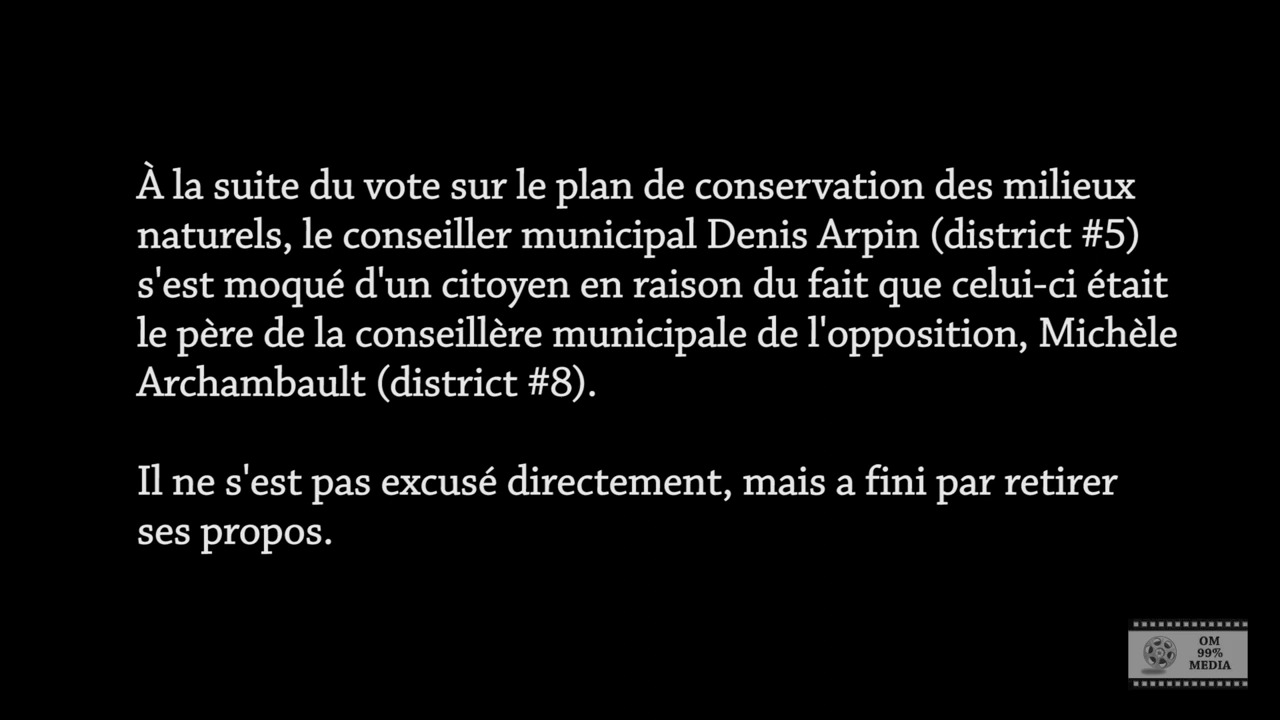 À la suite du vote sur le plan de conservation des milieux
naturels, le conseiller municipal Denis Arpin (district #5)
s'est moqué d'un citoyen en raison du fait que celui-ci était
le père de la conseillère municipale de l'opposition, Michèle
Archambault (district #8).
Il ne s'est pas excusé directement, mais a fini par retirer
ses propos.
OM
99%
MEDIA